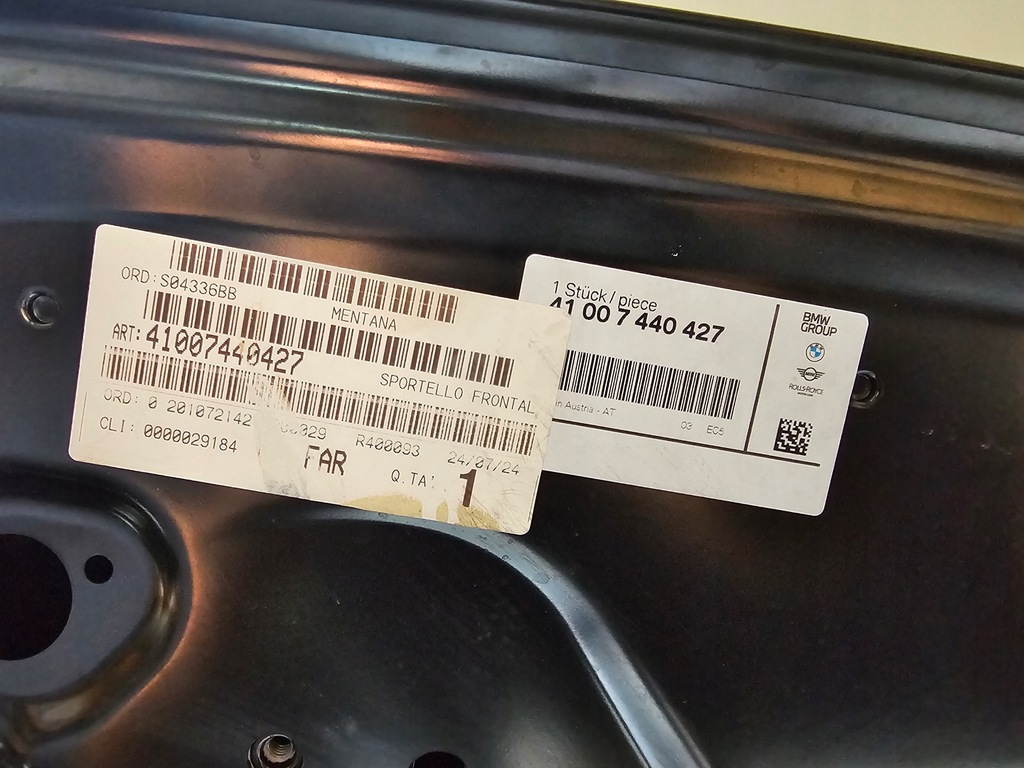 ORD:S04336BB
MENTANA
ART:41007440427
SPORTELLO FRONTAL
ORD: 0 201072142
R400093
24/07/24
CLI: 0000029184
FAR
Q.TA'.
1
1 Stück / piece
41 00 7 440 427
in Austria - AT
03 EC5
BMW
GROUP
ROLLS-ROYCE